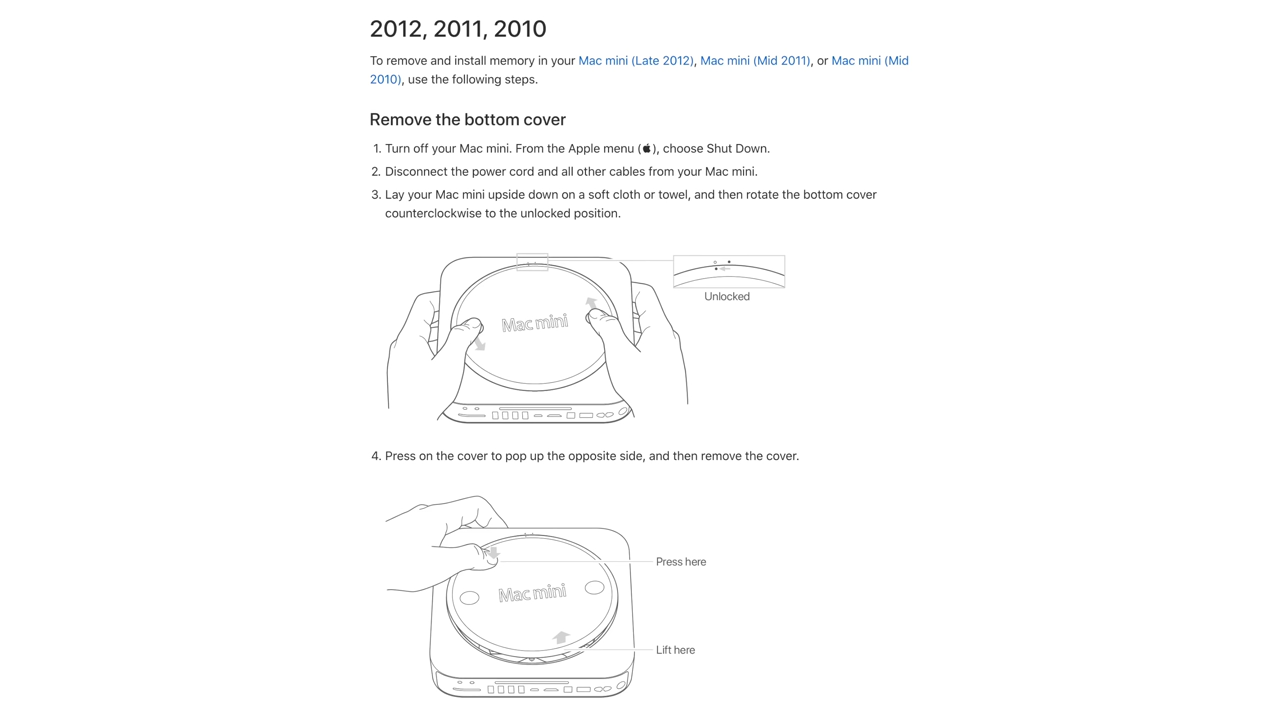 2012, 2011, 2010
To remove and install memory in your Mac mini (Late 2012), Mac mini (Mid 2011), or Mac mini (Mid
2010), use the following steps.
Remove the bottom cover
1. Turn off your Mac mini. From the Apple menu (), choose Shut Down.
2. Disconnect the power cord and all other cables from your Mac mini.
3. Lay your Mac mini upside down on a soft cloth or towel, and then rotate the bottom cover
counterclockwise to the unlocked position.
Unlocked
Mac mini
4. Press on the cover to pop up the opposite side, and then remove the cover.
Press here
Mac mini
Lift here